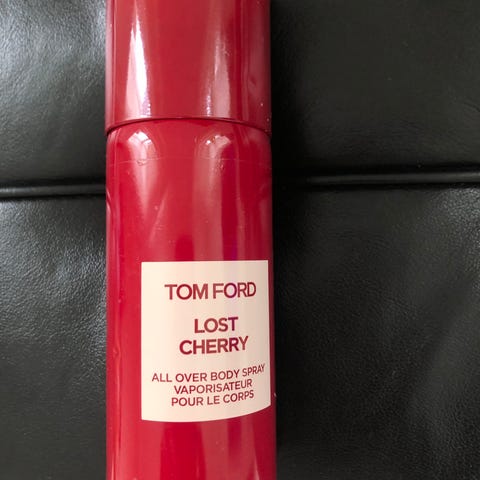 TOM FORD
LOST
CHERRY
ALL OVER BODY SPRAY
VAPORISATEUR
POUR LE CORPS